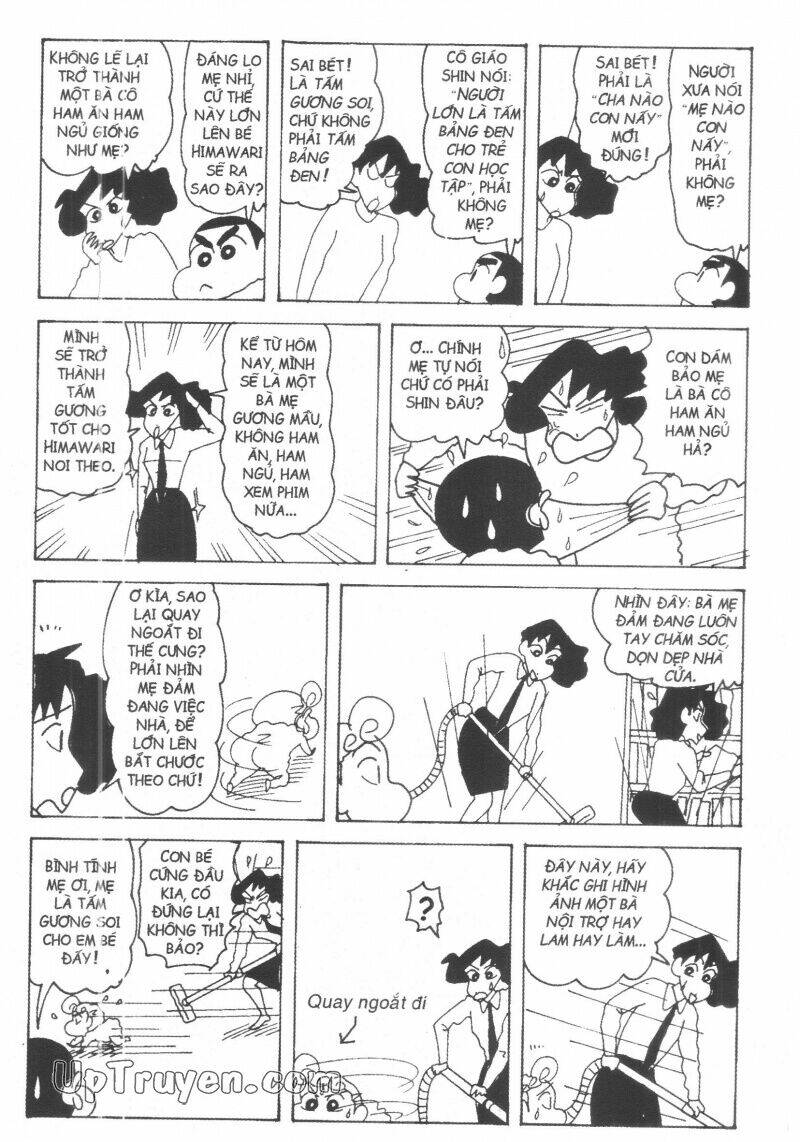 NGƯỜI
XƯA NÓI
"MẸ NÀO
CON
NẤY",
PHẢI
KHÔNG
MẸ?
SAI BÉT!
PHẢI LÀ
"CHA NÀO
CON NẤY"
MỚI
ĐÚNG!
CÔ GIÁO
SHIN NÓI:
"NGƯỜI
LỚN LÀ TẤM
BẢNG ĐEN
CHO TRẺ
CON HỌC
TẬP", PHẢI
KHÔNG
MẸ?
SAI BÉT!
LÀ TẤM
GƯƠNG SOI,
CHỨ KHÔNG
PHẢI TẤM
BẢNG
ĐEN!
ĐÁNG LO
MẸ NHỈ,
CỨ THẾ
NÀY LỚN
LÊN BÉ
HIMAWARI
SẼ RA
SAO ĐÂY?
KHÔNG LẼ LẠI
TRỞ THÀNH
MỘT BÀ CÔ
HAM ĂN HAM
NGỦ GIỐNG
NHƯ MẸ?
CON DÁM
BẢO MẸ
LÀ BÀ CÔ
HAM ĂN
HAM NGỦ
HẢ?
Ơ... CHÍNH
MẸ TỰ NÓI
CHỨ CÓ PHẢI
SHIN ĐÂU?
KỂ TỪ HÔM
NAY, MÌNH
SẼ LÀ MỘT
BÀ MẸ
GƯƠNG MẪU,
KHÔNG HAM
ĂN, HAM
NGỦ, HAM
XEM PHIM
NỮA...
MÌNH
SẼ TRỞ
THÀNH
TẤM
GƯƠNG
TỐT CHO
HIMAWARI
NOI THEO.
NHÌN ĐÂY: BÀ MẸ
ĐẢM ĐANG LUÔN
TAY CHĂM SÓC,
DỌN DẸP NHÀ
CỬA.
Ơ KÌA, SAO
LẠI QUAY
NGOẮT ĐI
THẾ CƯNG?
PHẢI NHÌN
MẸ ĐẢM
ĐANG VIỆC
NHÀ, ĐỂ
LỚN LÊN
BẮT CHƯỚC
THEO CHỨ!
ĐÂY NÀY, HÃY
KHẮC GHI HÌNH
ẢNH MỘT BÀ
NỘI TRỢ HAY
LAM HAY LÀM...
?
Quay ngoắt đi
CON BÉ
CỨNG ĐẦU
KIA, CÓ
ĐỨNG LẠI
KHÔNG THÌ
BẢO?
BÌNH TĨNH
MẸ ƠI, MẸ
LÀ TẤM
GƯƠNG SOI
CHO EM BÉ
ĐẤY!
UpTruyen.com